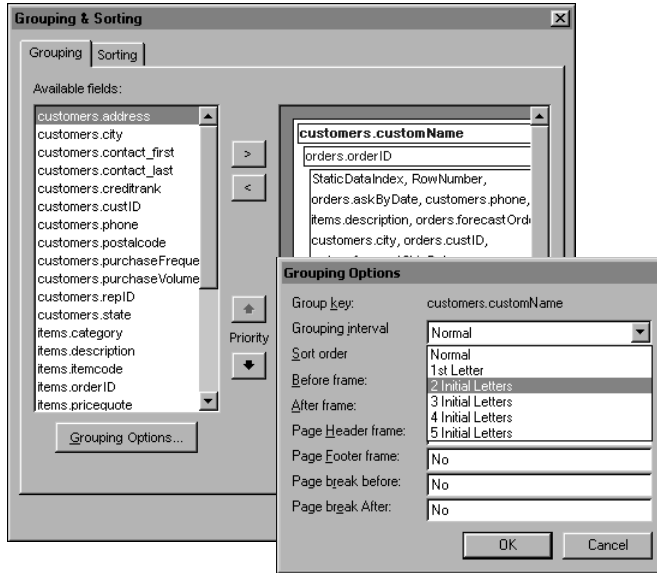 Grouping & Sorting
Grouping
Sorting
Available fields:
customers.address
customers.city
customers.contact_first
customers.contact_last
customers.creditrank
customers.custID
customers.phone
customers.postalcode
customers.purchaseFreque
customers.purchaseVolume
customers.repID
customers.state
items.category
items.description
items.itemcode
items.orderID
items.pricequote
>
<
Priority
Grouping Options...
customers.customName
orders.orderID
StaticDataIndex, RowNumber,
orders.askByDate, customers.phone,
items.description, orders.forecastOrde
customers.city, orders.custID,
Grouping Options
Group key: customers.customName
Grouping interval Normal
Sort order Normal
1st Letter
Before frame: 2 Initial Letters
3 Initial Letters
After frame: 4 Initial Letters
Page Header frame: 5 Initial Letters
Page Footer frame: No
Page break before: No
Page break After: No
OK Cancel